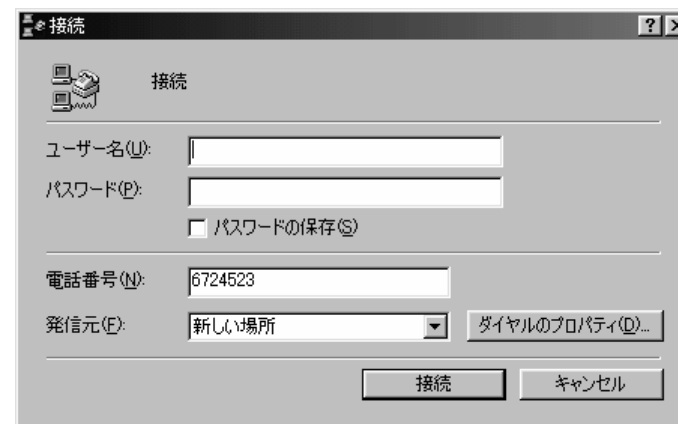 接続
接続
ユーザー名(U):
パスワード(P):
パスワードの保存(S)
電話番号(N):
6724523
発信元(F):
新しい場所
ダイヤルのプロパティ(D)...
接続
キャンセル